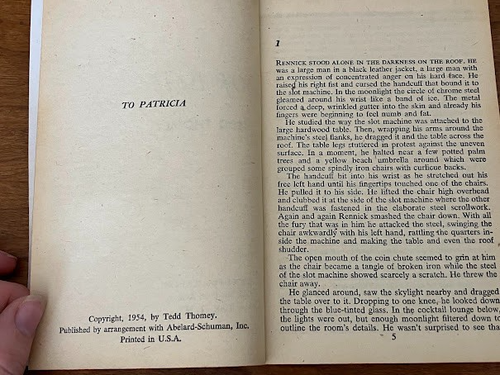 TO PATRICIA
Copyright, 1954, by Tedd Thomey.
Published by arrangement with Abelard-Schuman, Inc.
Printed in U.S.A.
1
RENNICK STOOD ALONE IN THE DARKNESS ON THE ROOF. HE
was a large man in a black leather jacket, a large man with
an expression of concentrated anger on his hard face. He
raised his right fist and cursed the handcuff that bound it to
the slot machine. In the moonlight the circle of chrome steel
gleamed around his wrist like a band of ice. The metal
forced a deep, wrinkled gutter into the skin and already his
fingers were beginning to feel numb and fat.
He studied the way the slot machine was attached to the
large hardwood table. Then, wrapping his arms around the
machine's steel flanks, he dragged it and the table across the
roof. The table legs stuttered in protest against the uneven
surface. In a moment, he halted near a few potted palm
trees and a yellow beach umbrella around which were
grouped some spindly iron chairs with curlicue backs.
The handcuff bit into his wrist as he stretched out his
free left hand until his fingertips touched one of the chairs.
He pulled it to his side. He lifted the chair high overhead
and clubbed it at the side of the slot machine where the other
handcuff was fastened in the elaborate steel scrollwork.
Again and again Rennick smashed the chair down. With all
the fury that was in him he attacked the steel, swinging the
chair awkwardly with his left hand, rattling the quarters in-
side the machine and making the table and even the roof
shudder.
The open mouth of the coin chute seemed to grin at him
as the chair became a tangle of broken iron while the steel
of the slot machine showed scarcely a scratch. He threw the
chair away.
He glanced around, saw the skylight nearby and dragged
the table over to it. Dropping to one knee, he looked down
through the blue-tinted glass. In the cocktail lounge below,
the lights were out, but enough moonlight filtered down to
outline the room's details. He wasn't surprised to see tha
5